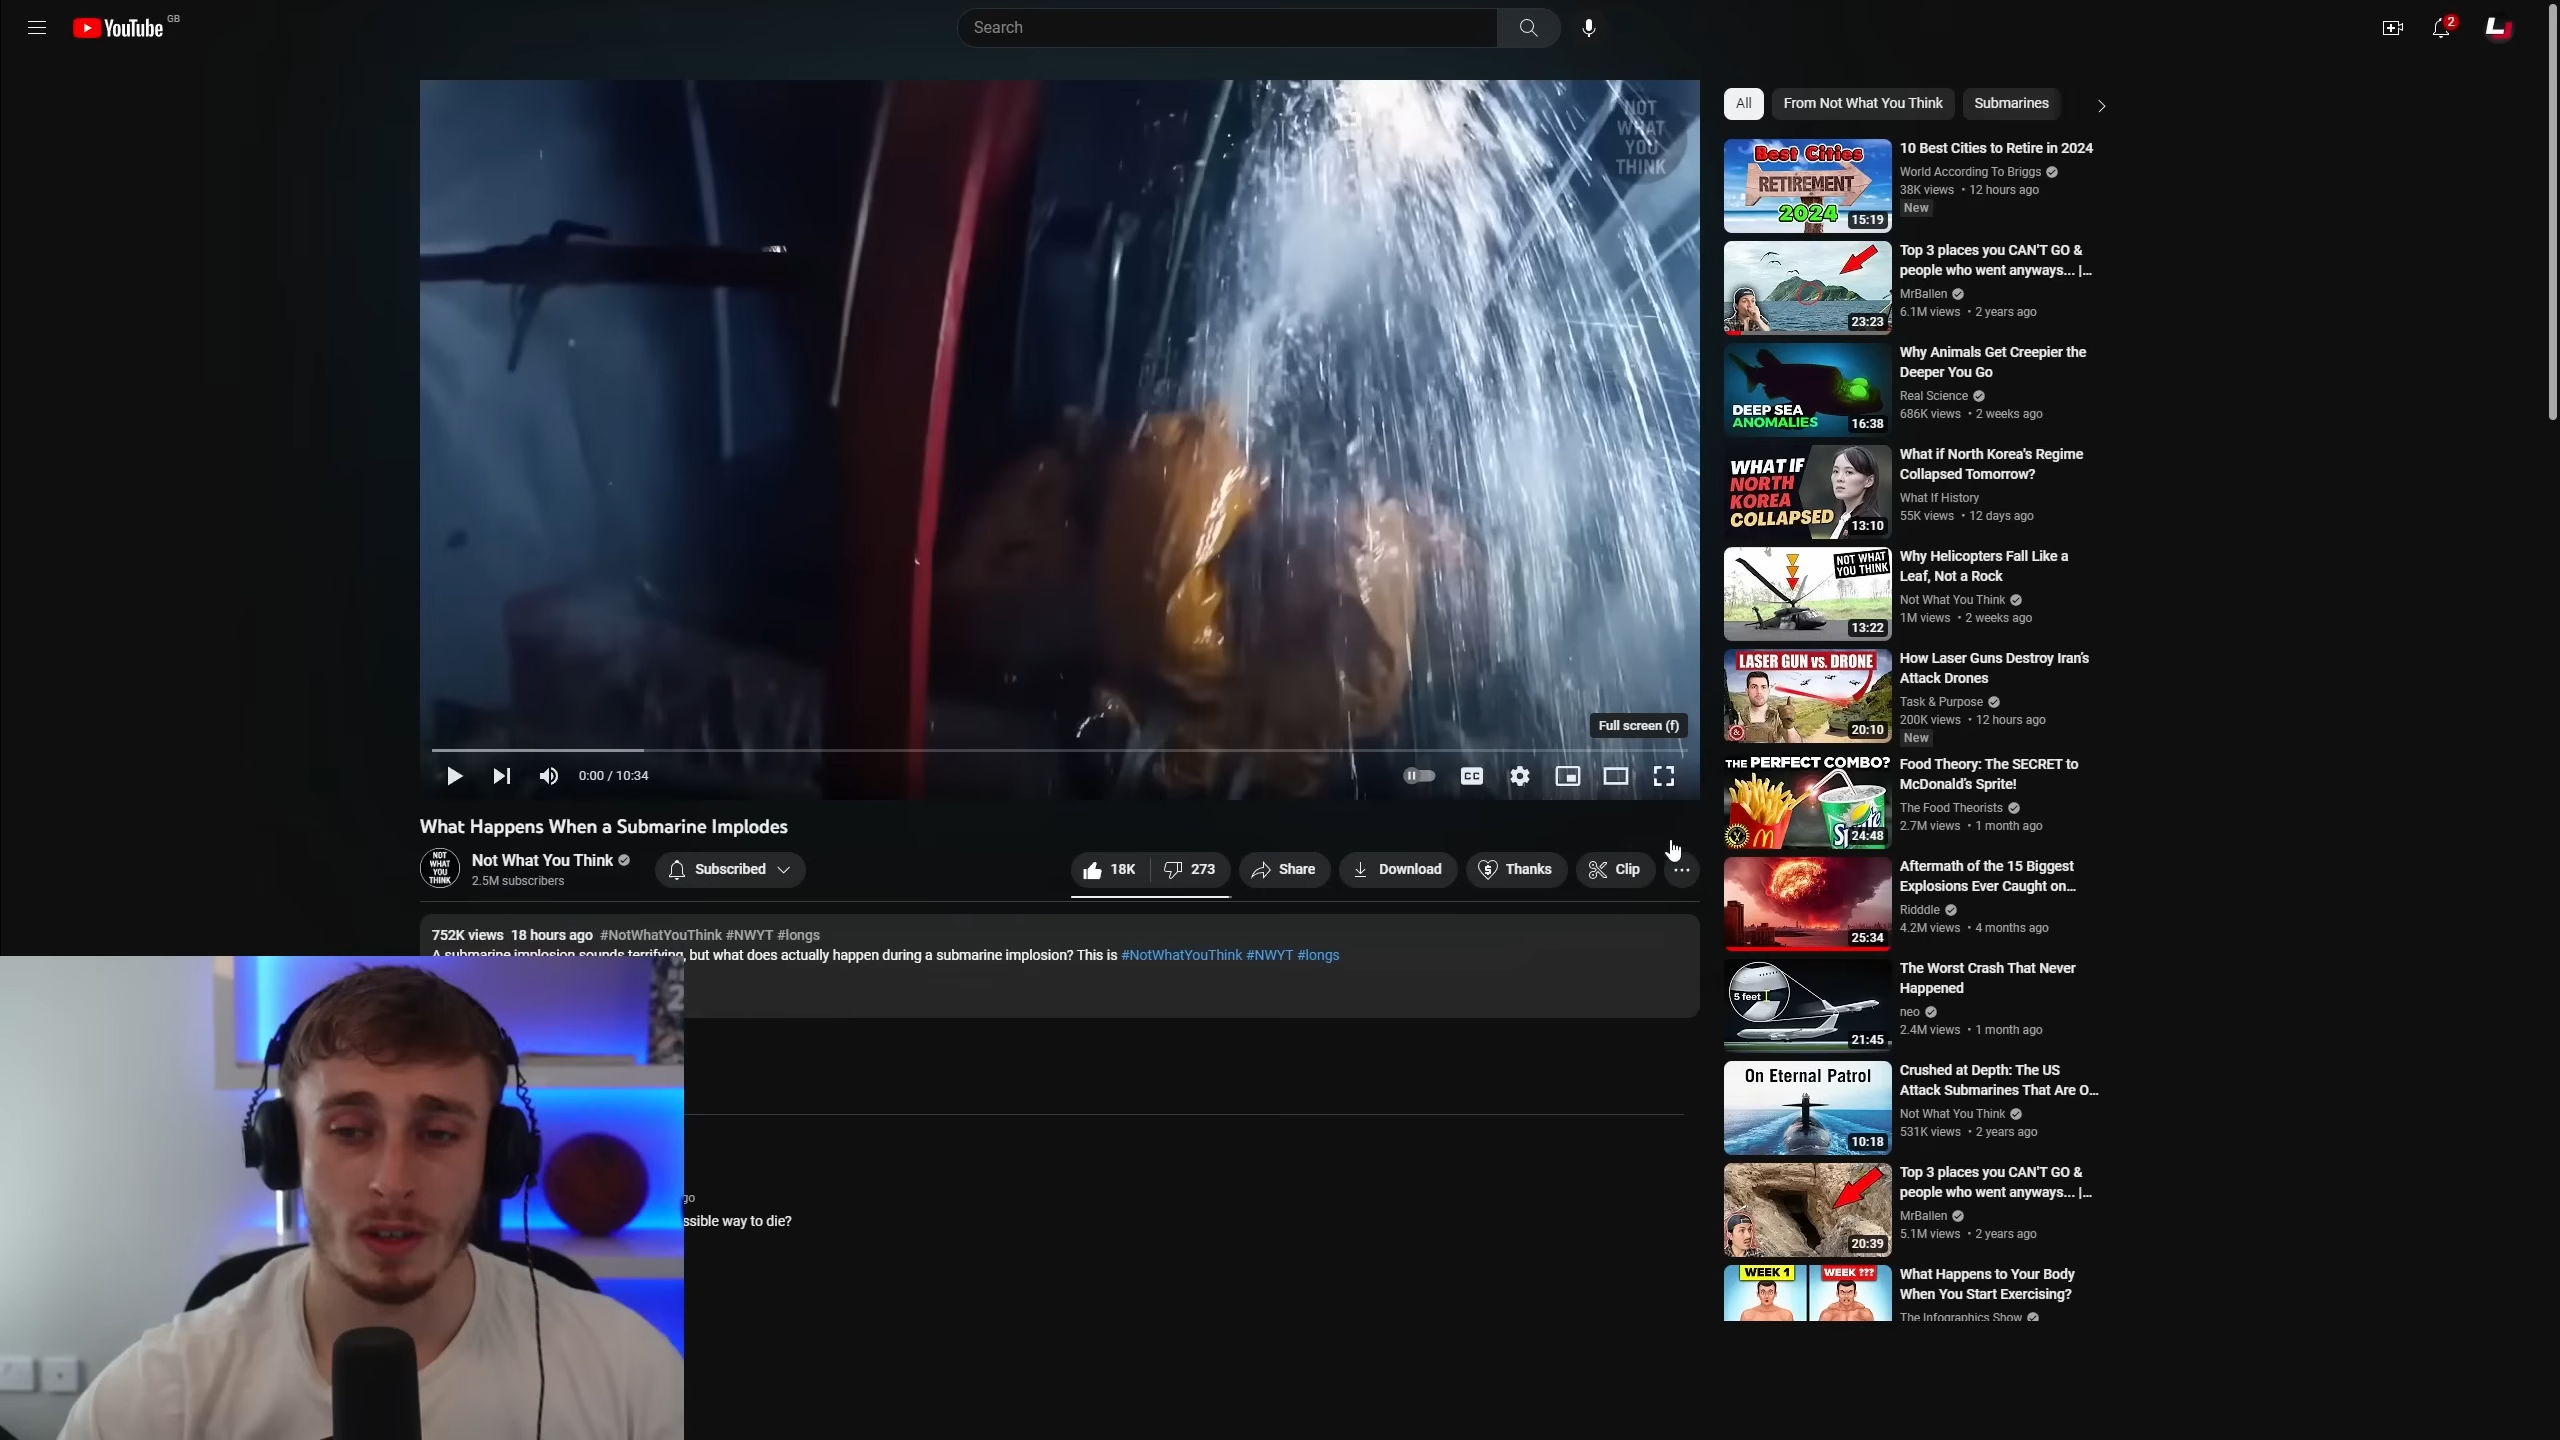 YouTube GB
Search
2
NOT
WHAT
YOU
THINK
Full screen (f)
0:00 / 10:34
CC
What Happens When a Submarine Implodes
NOT
WHAT
YOU
THINK
Not What You Think
2.5M subscribers
Subscribed
18K
273
Share
Download
Thanks
Clip
752K views 18 hours ago #NotWhatYouThink #NWYT #longs
A submarine implosion sounds terrifying, but what does actually happen during a submarine implosion? This is #NotWhatYouThink #NWYT #longs
go
ssible way to die?
All
From Not What You Think
Submarines
Best Cities
RETIREMENT
2024
15:19
10 Best Cities to Retire in 2024
World According To Briggs
38K views • 12 hours ago
New
23:23
Top 3 places you CAN'T GO &
people who went anyways... |...
MrBallen
6.1M views • 2 years ago
DEEP SEA
ANOMALIES
16:38
Why Animals Get Creepier the
Deeper You Go
Real Science
686K views • 2 weeks ago
WHAT IF
NORTH
KOREA
COLLAPSED
13:10
What if North Korea's Regime
Collapsed Tomorrow?
What If History
55K views • 12 days ago
NOT WHAT
YOU THINK
13:22
Why Helicopters Fall Like a
Leaf, Not a Rock
Not What You Think
1M views • 2 weeks ago
LASER GUN vs. DRONE
20:10
How Laser Guns Destroy Iran's
Attack Drones
Task & Purpose
200K views • 12 hours ago
New
THE PERFECT COMBO?
24:48
Food Theory: The SECRET to
McDonald's Sprite!
The Food Theorists
2.7M views • 1 month ago
25:34
Aftermath of the 15 Biggest
Explosions Ever Caught on...
Ridddle
4.2M views • 4 months ago
5 feet
21:45
The Worst Crash That Never
Happened
neo
2.4M views • 1 month ago
On Eternal Patrol
10:18
Crushed at Depth: The US
Attack Submarines That Are O...
Not What You Think
531K views • 2 years ago
20:39
Top 3 places you CAN'T GO &
people who went anyways... |...
MrBallen
5.1M views • 2 years ago
WEEK 1
WEEK ???
What Happens to Your Body
When You Start Exercising?
The Infographics Show